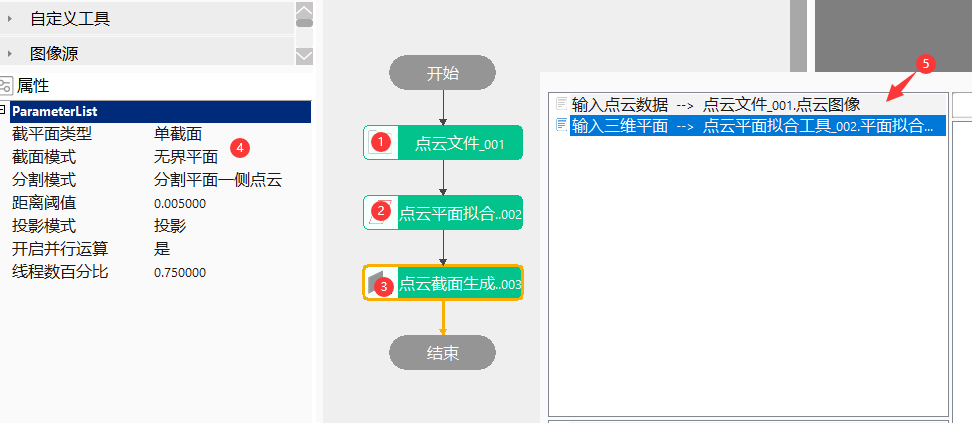 自定义工具
图像源
属性
ParameterList
截平面类型 单截面
截面模式 无界平面
4
分割模式 分割平面一侧点云
距离阈值 0.005000
投影模式 投影
开启并行运算 是
线程数百分比 0.750000
开始
1 点云文件_001
2 点云平面拟合..002
3 点云截面生成..003
结束
5
输入点云数据 --> 点云文件_001.点云图像
输入三维平面 --> 点云平面拟合工具_002.平面拟合...